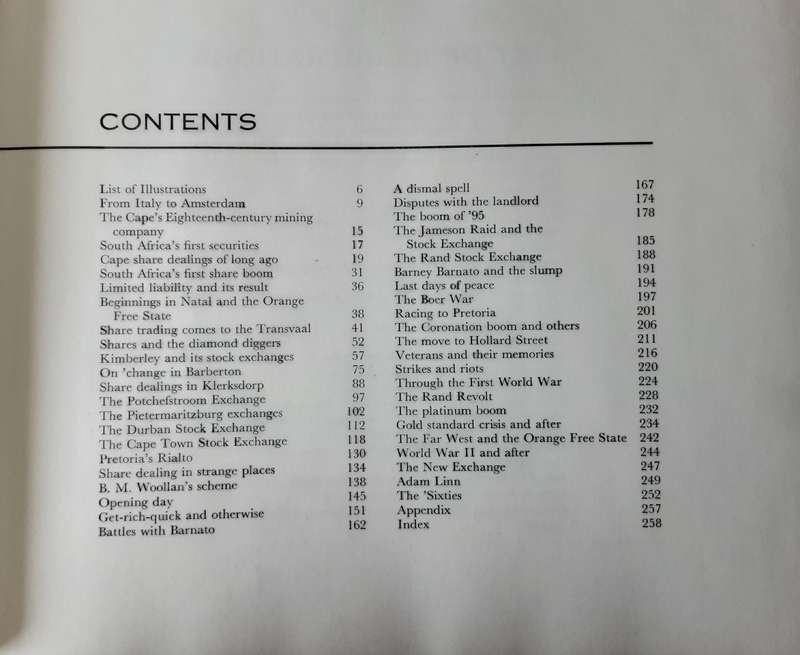 CONTENTS
List of Illustrations 6
From Italy to Amsterdam 9
The Cape's Eighteenth-century mining
company 15
South Africa's first securities 17
Cape share dealings of long ago 19
South Africa's first share boom 31
Limited liability and its result 36
Beginnings in Natal and the Orange
Free State 38
Share trading comes to the Transvaal 41
Shares and the diamond diggers 52
Kimberley and its stock exchanges 57
On 'change in Barberton 75
Share dealings in Klerksdorp 88
The Potchefstroom Exchange 97
The Pietermaritzburg exchanges 102
The Durban Stock Exchange 112
The Cape Town Stock Exchange 118
Pretoria's Rialto 130
Share dealing in strange places 134
B. M. Woollan's scheme 138
Opening day 145
Get-rich-quick and otherwise 151
Battles with Barnato 162
A dismal spell 167
Disputes with the landlord 174
The boom of '95 178
The Jameson Raid and the
Stock Exchange 185
The Rand Stock Exchange 188
Barney Barnato and the slump 191
Last days of peace 194
The Boer War 197
Racing to Pretoria 201
The Coronation boom and others 206
The move to Hollard Street 211
Veterans and their memories 216
Strikes and riots 220
Through the First World War 224
The Rand Revolt 228
The platinum boom 232
Gold standard crisis and after 234
The Far West and the Orange Free State 242
World War II and after 244
The New Exchange 247
Adam Linn 249
The 'Sixties 252
Appendix 257
Index 258